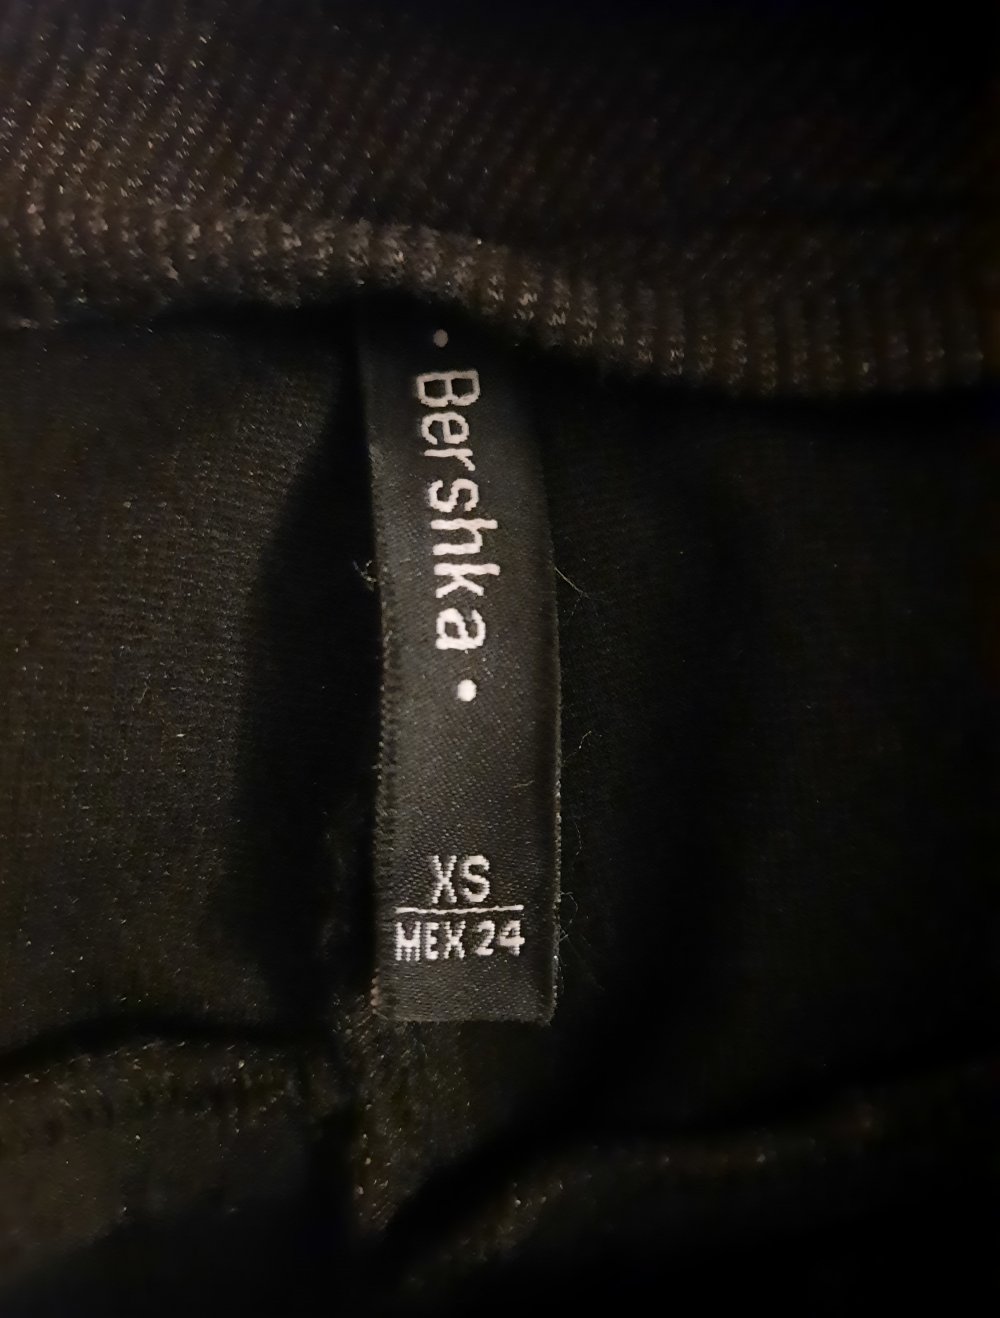 • Bershka •
XS
MEX 24